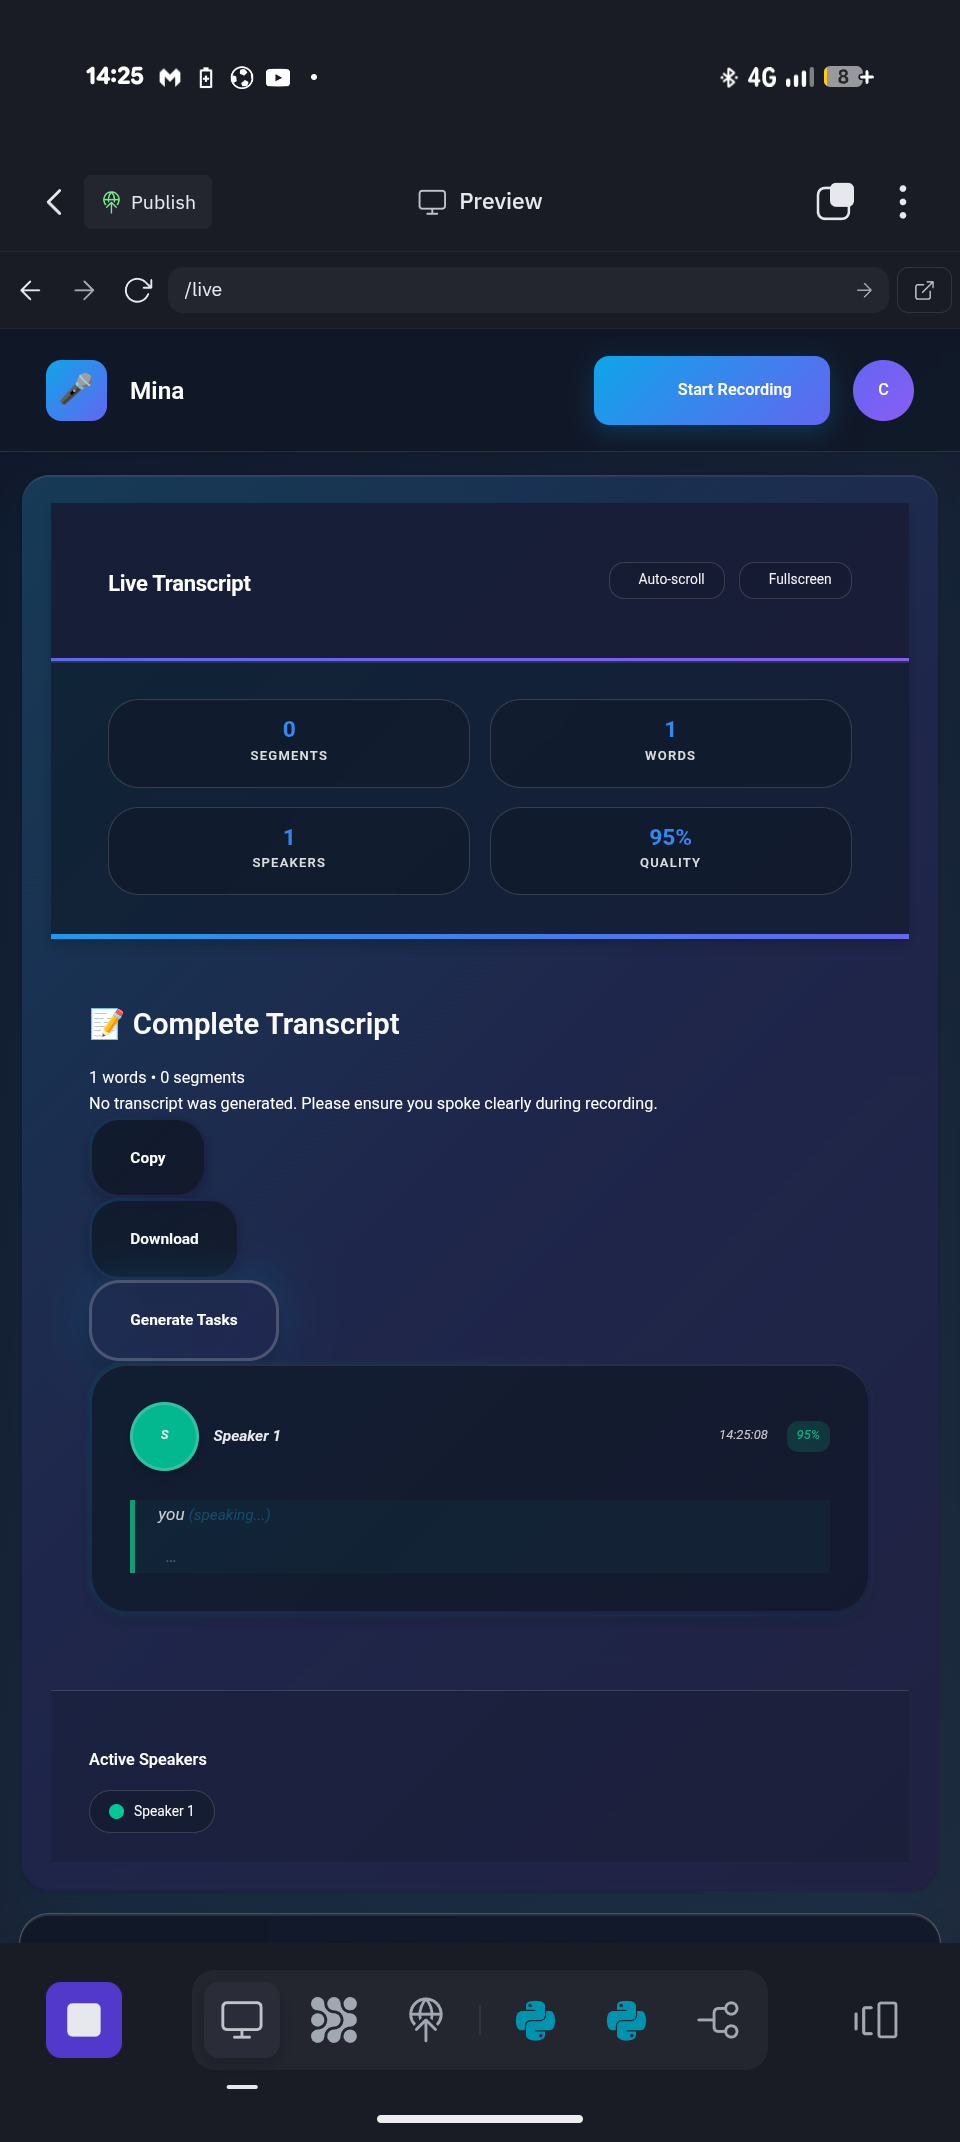 14:25
4G
8
Publish
Preview
/live
Mina
Start Recording
C
Live Transcript
Auto-scroll
Fullscreen
0
SEGMENTS
1
WORDS
1
SPEAKERS
95%
QUALITY
📝 Complete Transcript
1 words • 0 segments
No transcript was generated. Please ensure you spoke clearly during recording.
Copy
Download
Generate Tasks
S
Speaker 1
14:25:08
95%
you (speaking...)
...
Active Speakers
Speaker 1